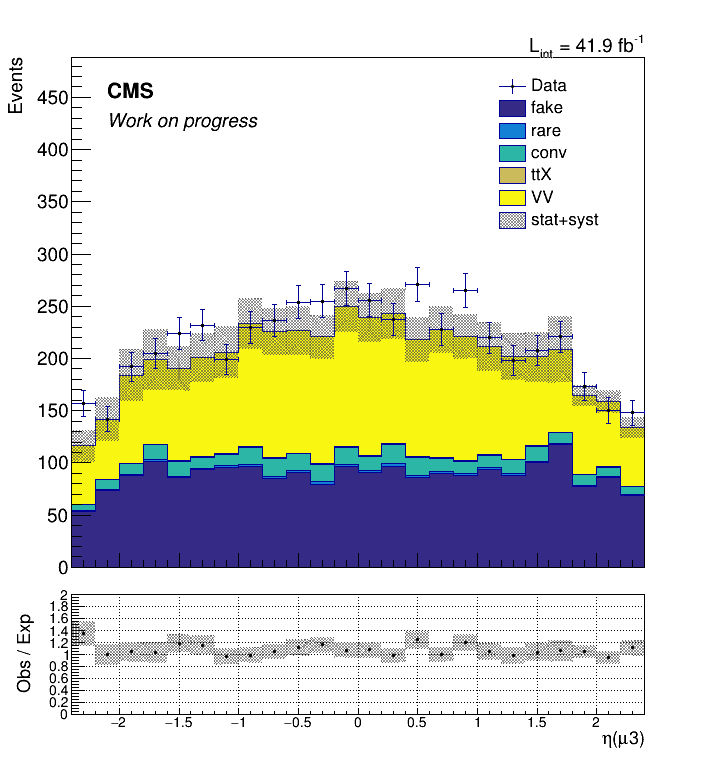 L_int = 41.9 fb^-1
Events
CMS
Work on progress
Data
fake
rare
conv
ttX
VV
stat+syst
450
400
350
300
250
200
150
100
50
0
Obs / Exp
2
1.8
1.6
1.4
1.2
1
0.8
0.6
0.4
0.2
0
−2 −1.5 −1 −0.5 0 0.5 1 1.5 2
η(μ3)